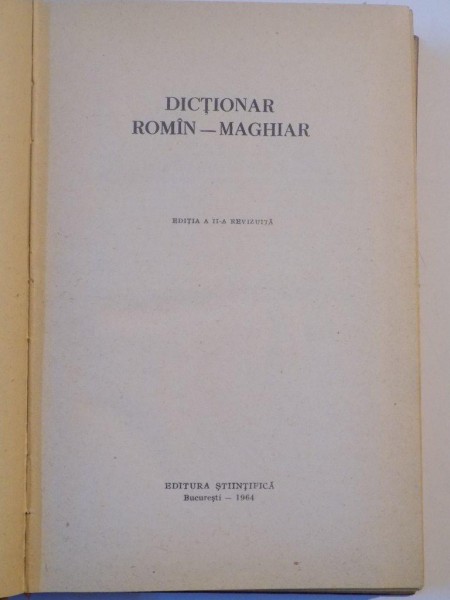 DICȚIONAR
ROMÎN — MAGHIAR
EDIȚIA A II-A REVIZUITĂ
EDITURA ȘTIINȚIFICĂ
București — 1964